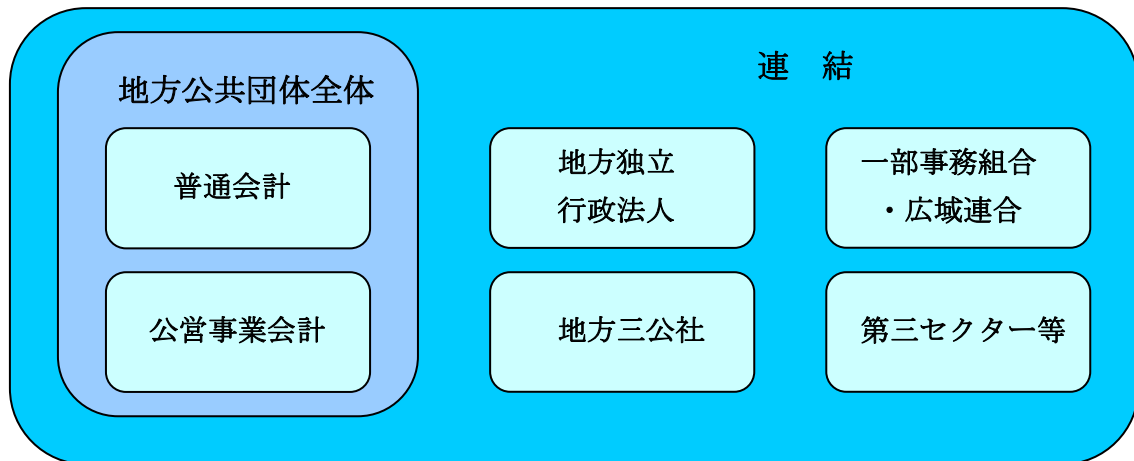 連　結
地方公共団体全体
普通会計
地方独立
行政法人
一部事務組合
・広域連合
公営事業会計
地方三公社
第三セクター等